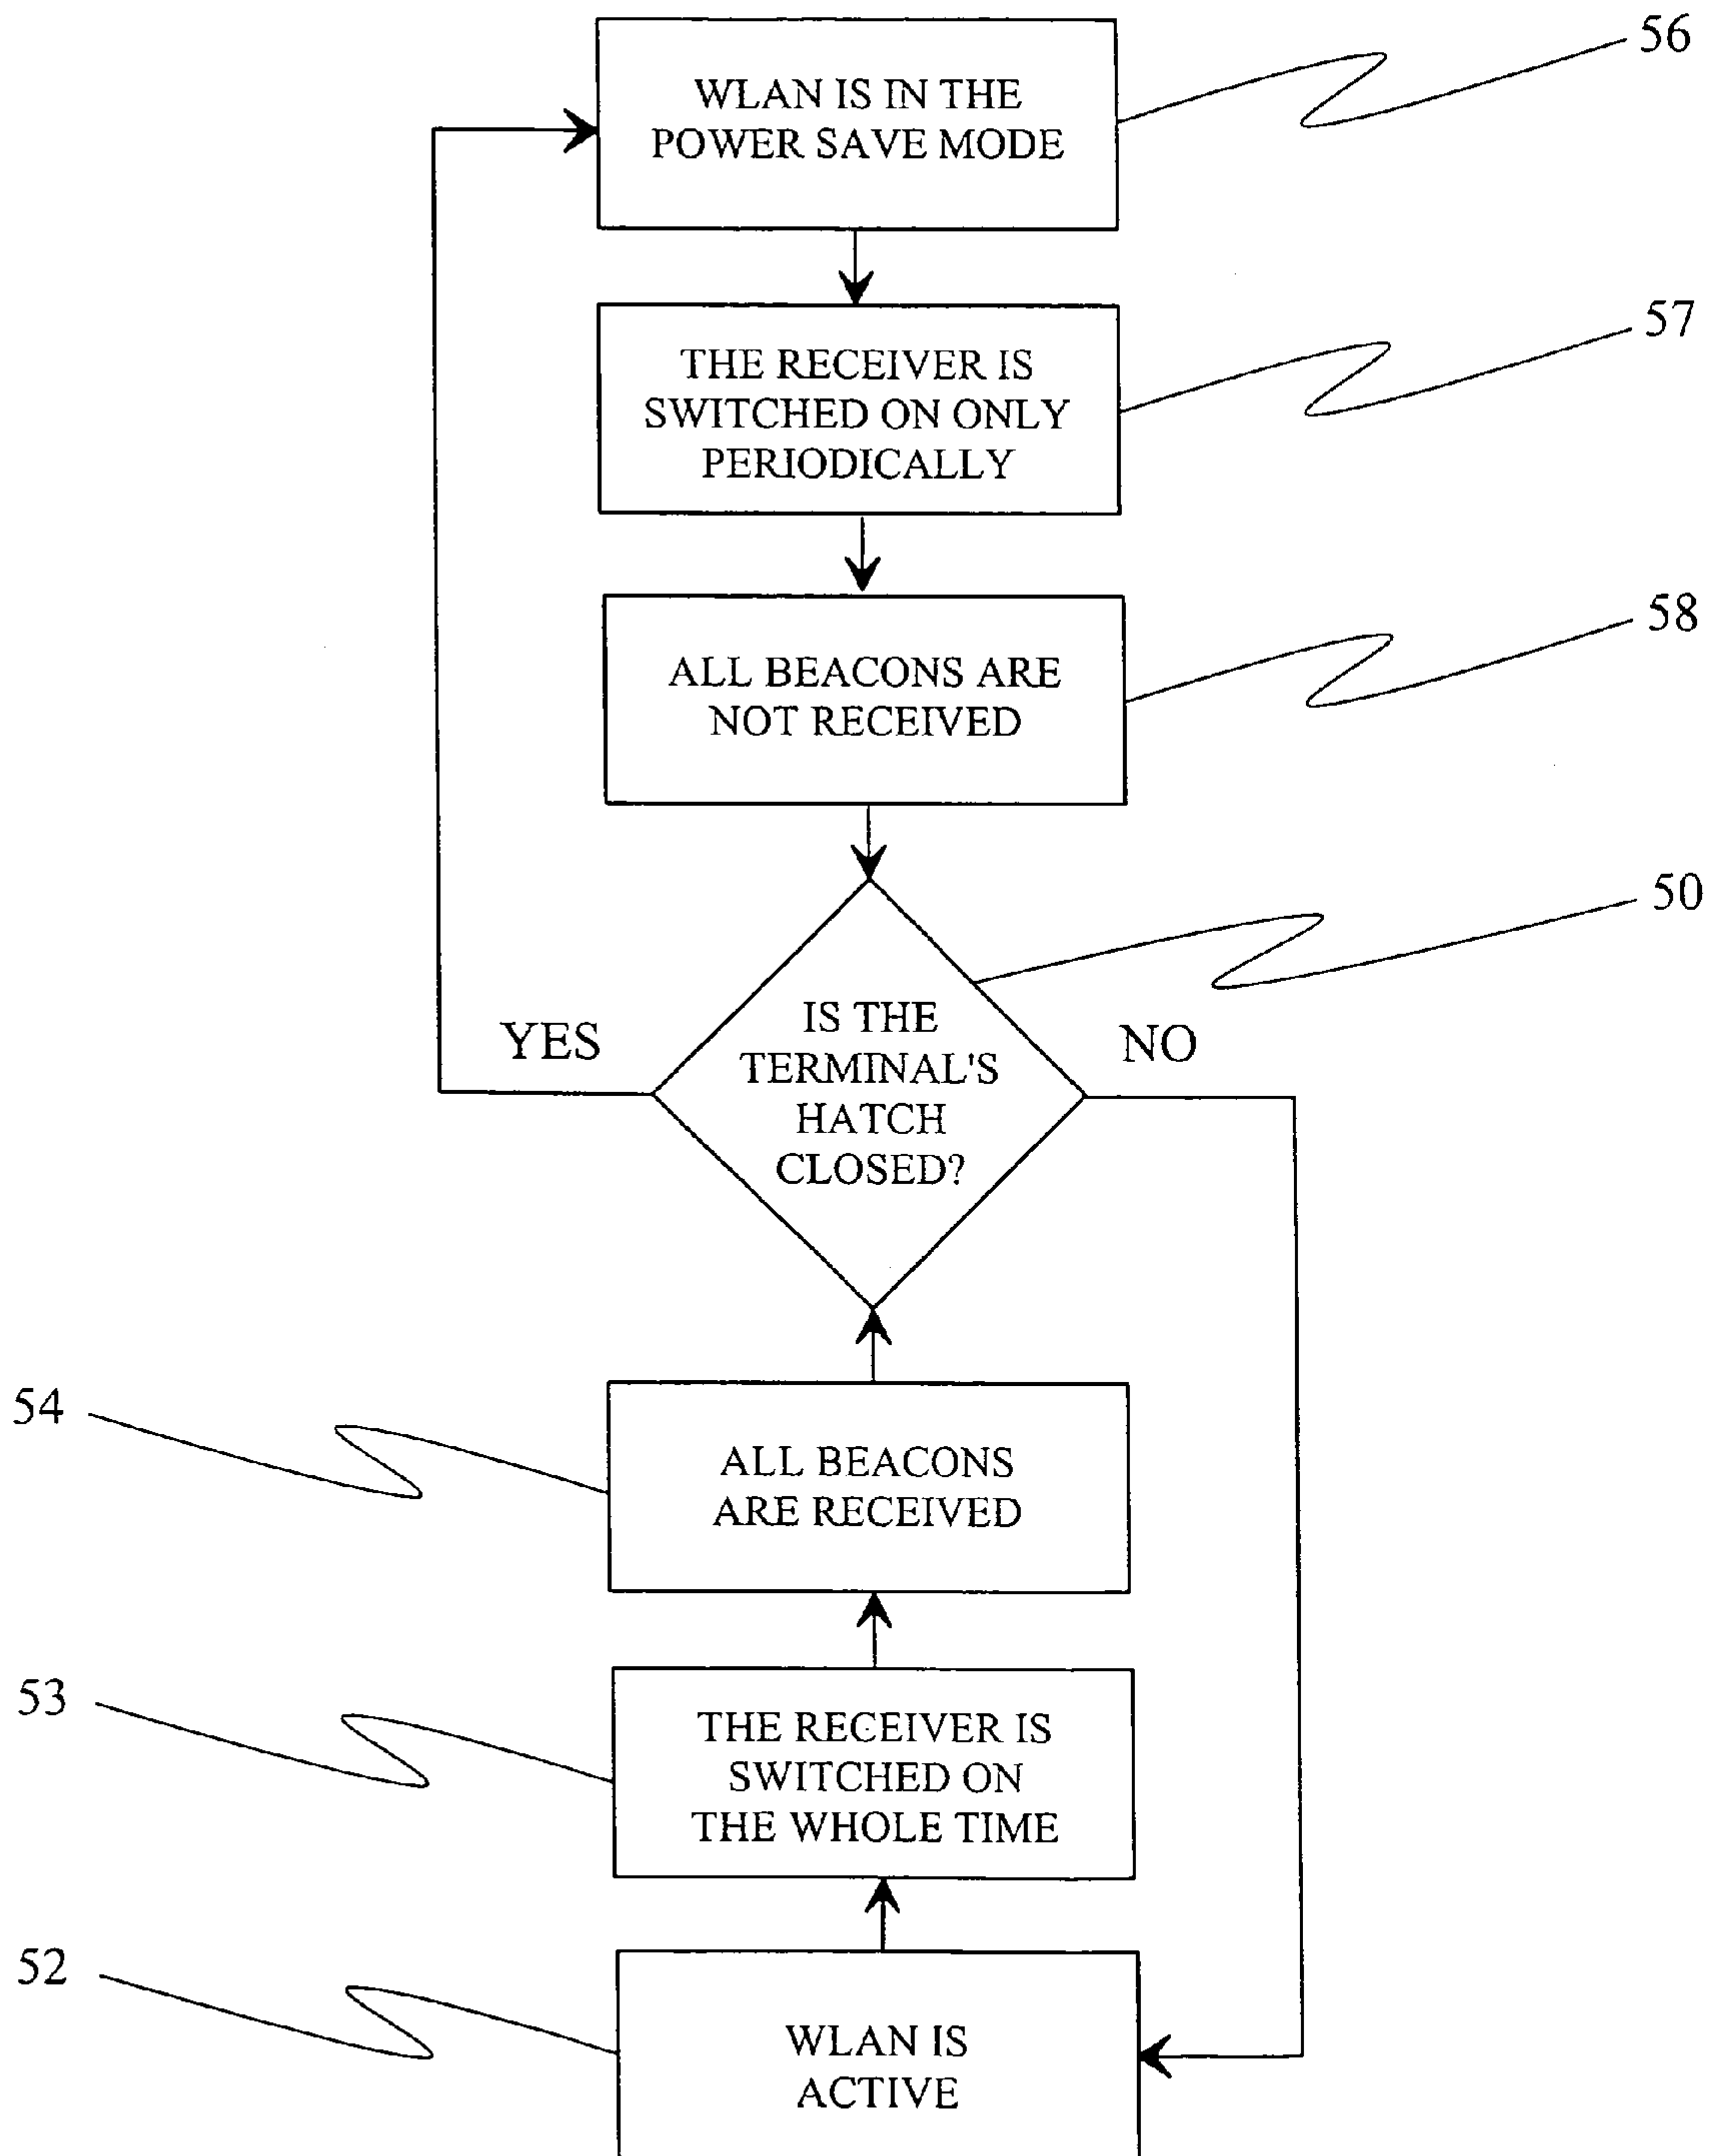 56
WLAN IS IN THE
POWER SAVE MODE
57
THE RECEIVER IS
SWITCHED ON ONLY
PERIODICALLY
58
ALL BEACONS ARE
NOT RECEIVED
50
YES
NO
IS THE
TERMINAL'S
HATCH
CLOSED?
54
ALL BEACONS
ARE RECEIVED
53
THE RECEIVER IS
SWITCHED ON
THE WHOLE TIME
52
WLAN IS
ACTIVE